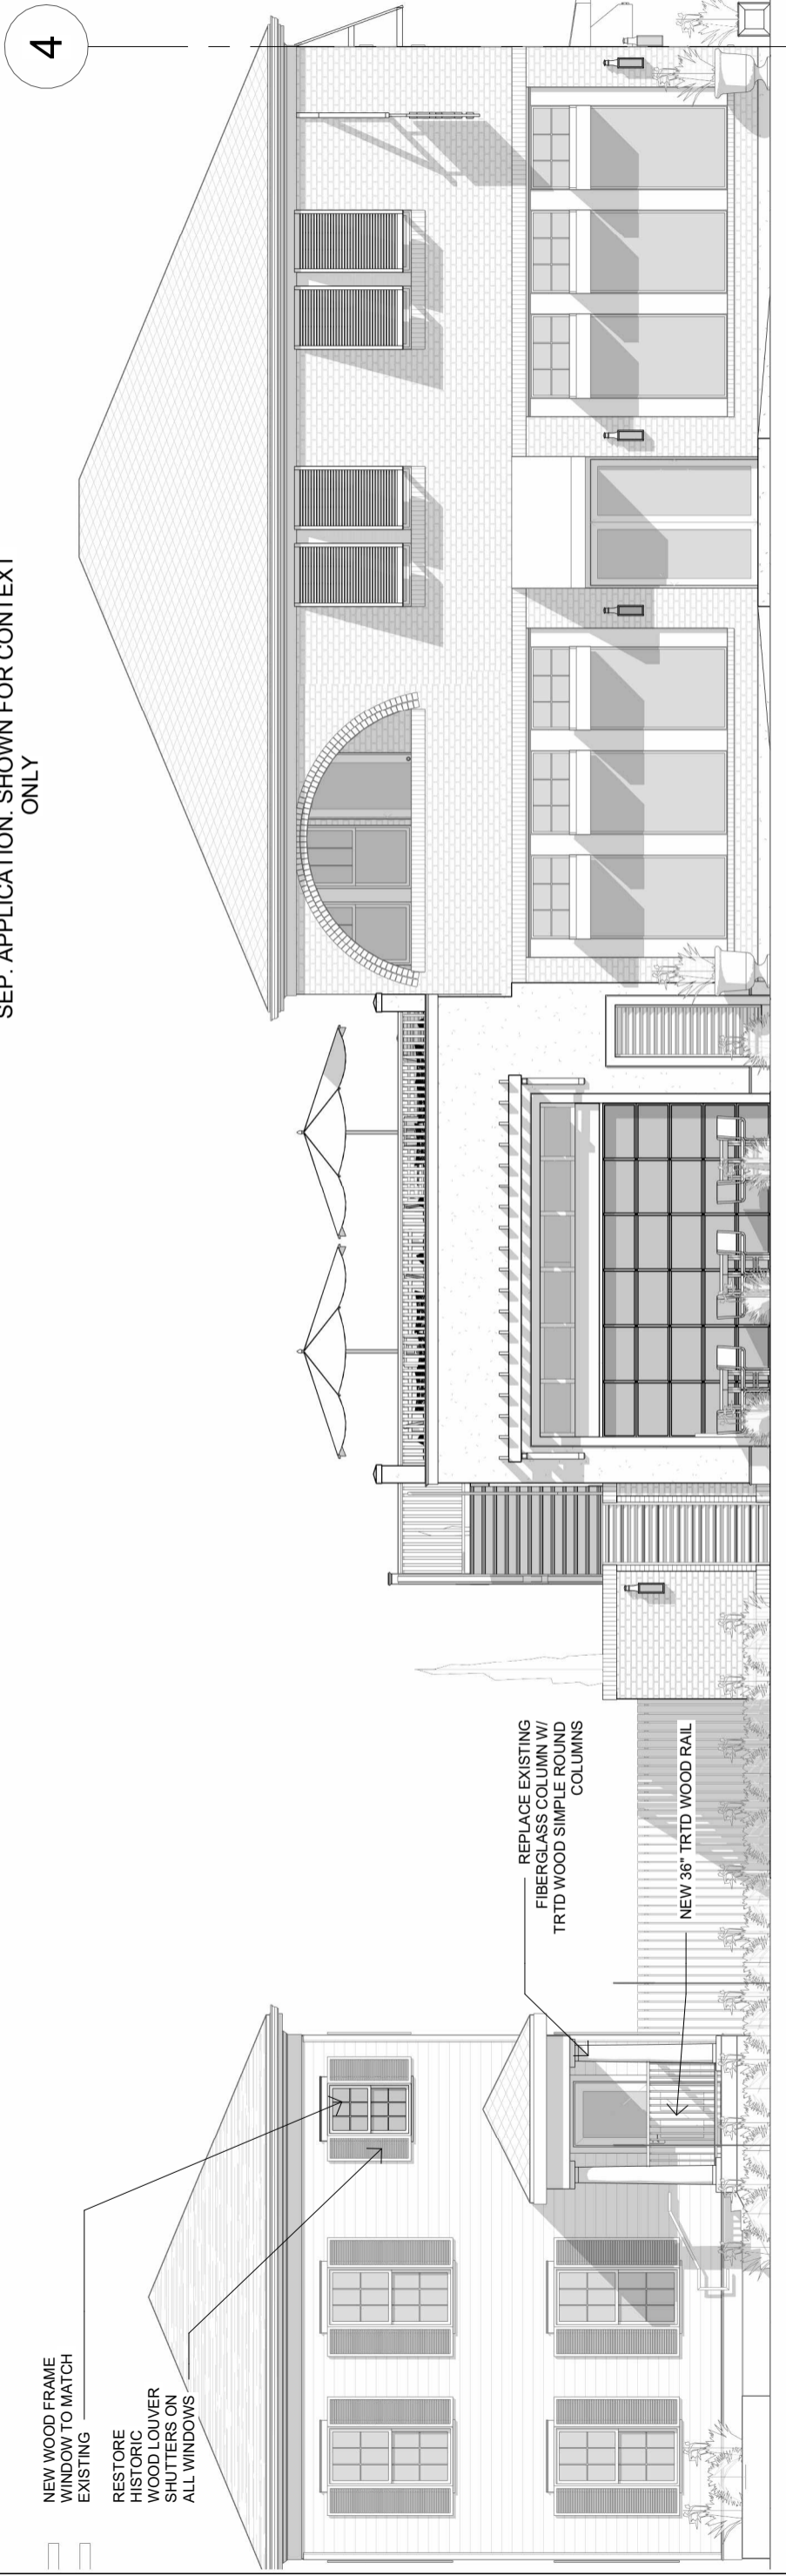 NEW WOOD FRAME
WINDOW TO MATCH
EXISTING
RESTORE
HISTORIC
WOOD LOUVER
SHUTTERS ON
ALL WINDOWS
REPLACE EXISTING
FIBERGLASS COLUMN W/
TRTD WOOD SIMPLE ROUND
COLUMNS
NEW 36" TRTD WOOD RAIL
SEP. APPLICATION. SHOWN FOR CONTEXT
ONLY
4